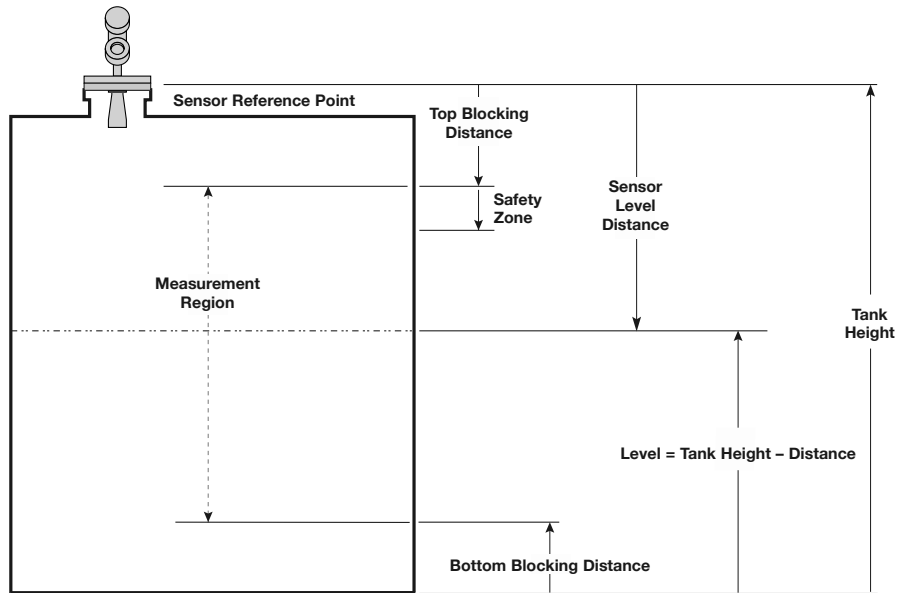 Sensor Reference Point
Top Blocking
Distance
Safety
Zone
Sensor
Level
Distance
Measurement
Region
Tank
Height
Level = Tank Height – Distance
Bottom Blocking Distance